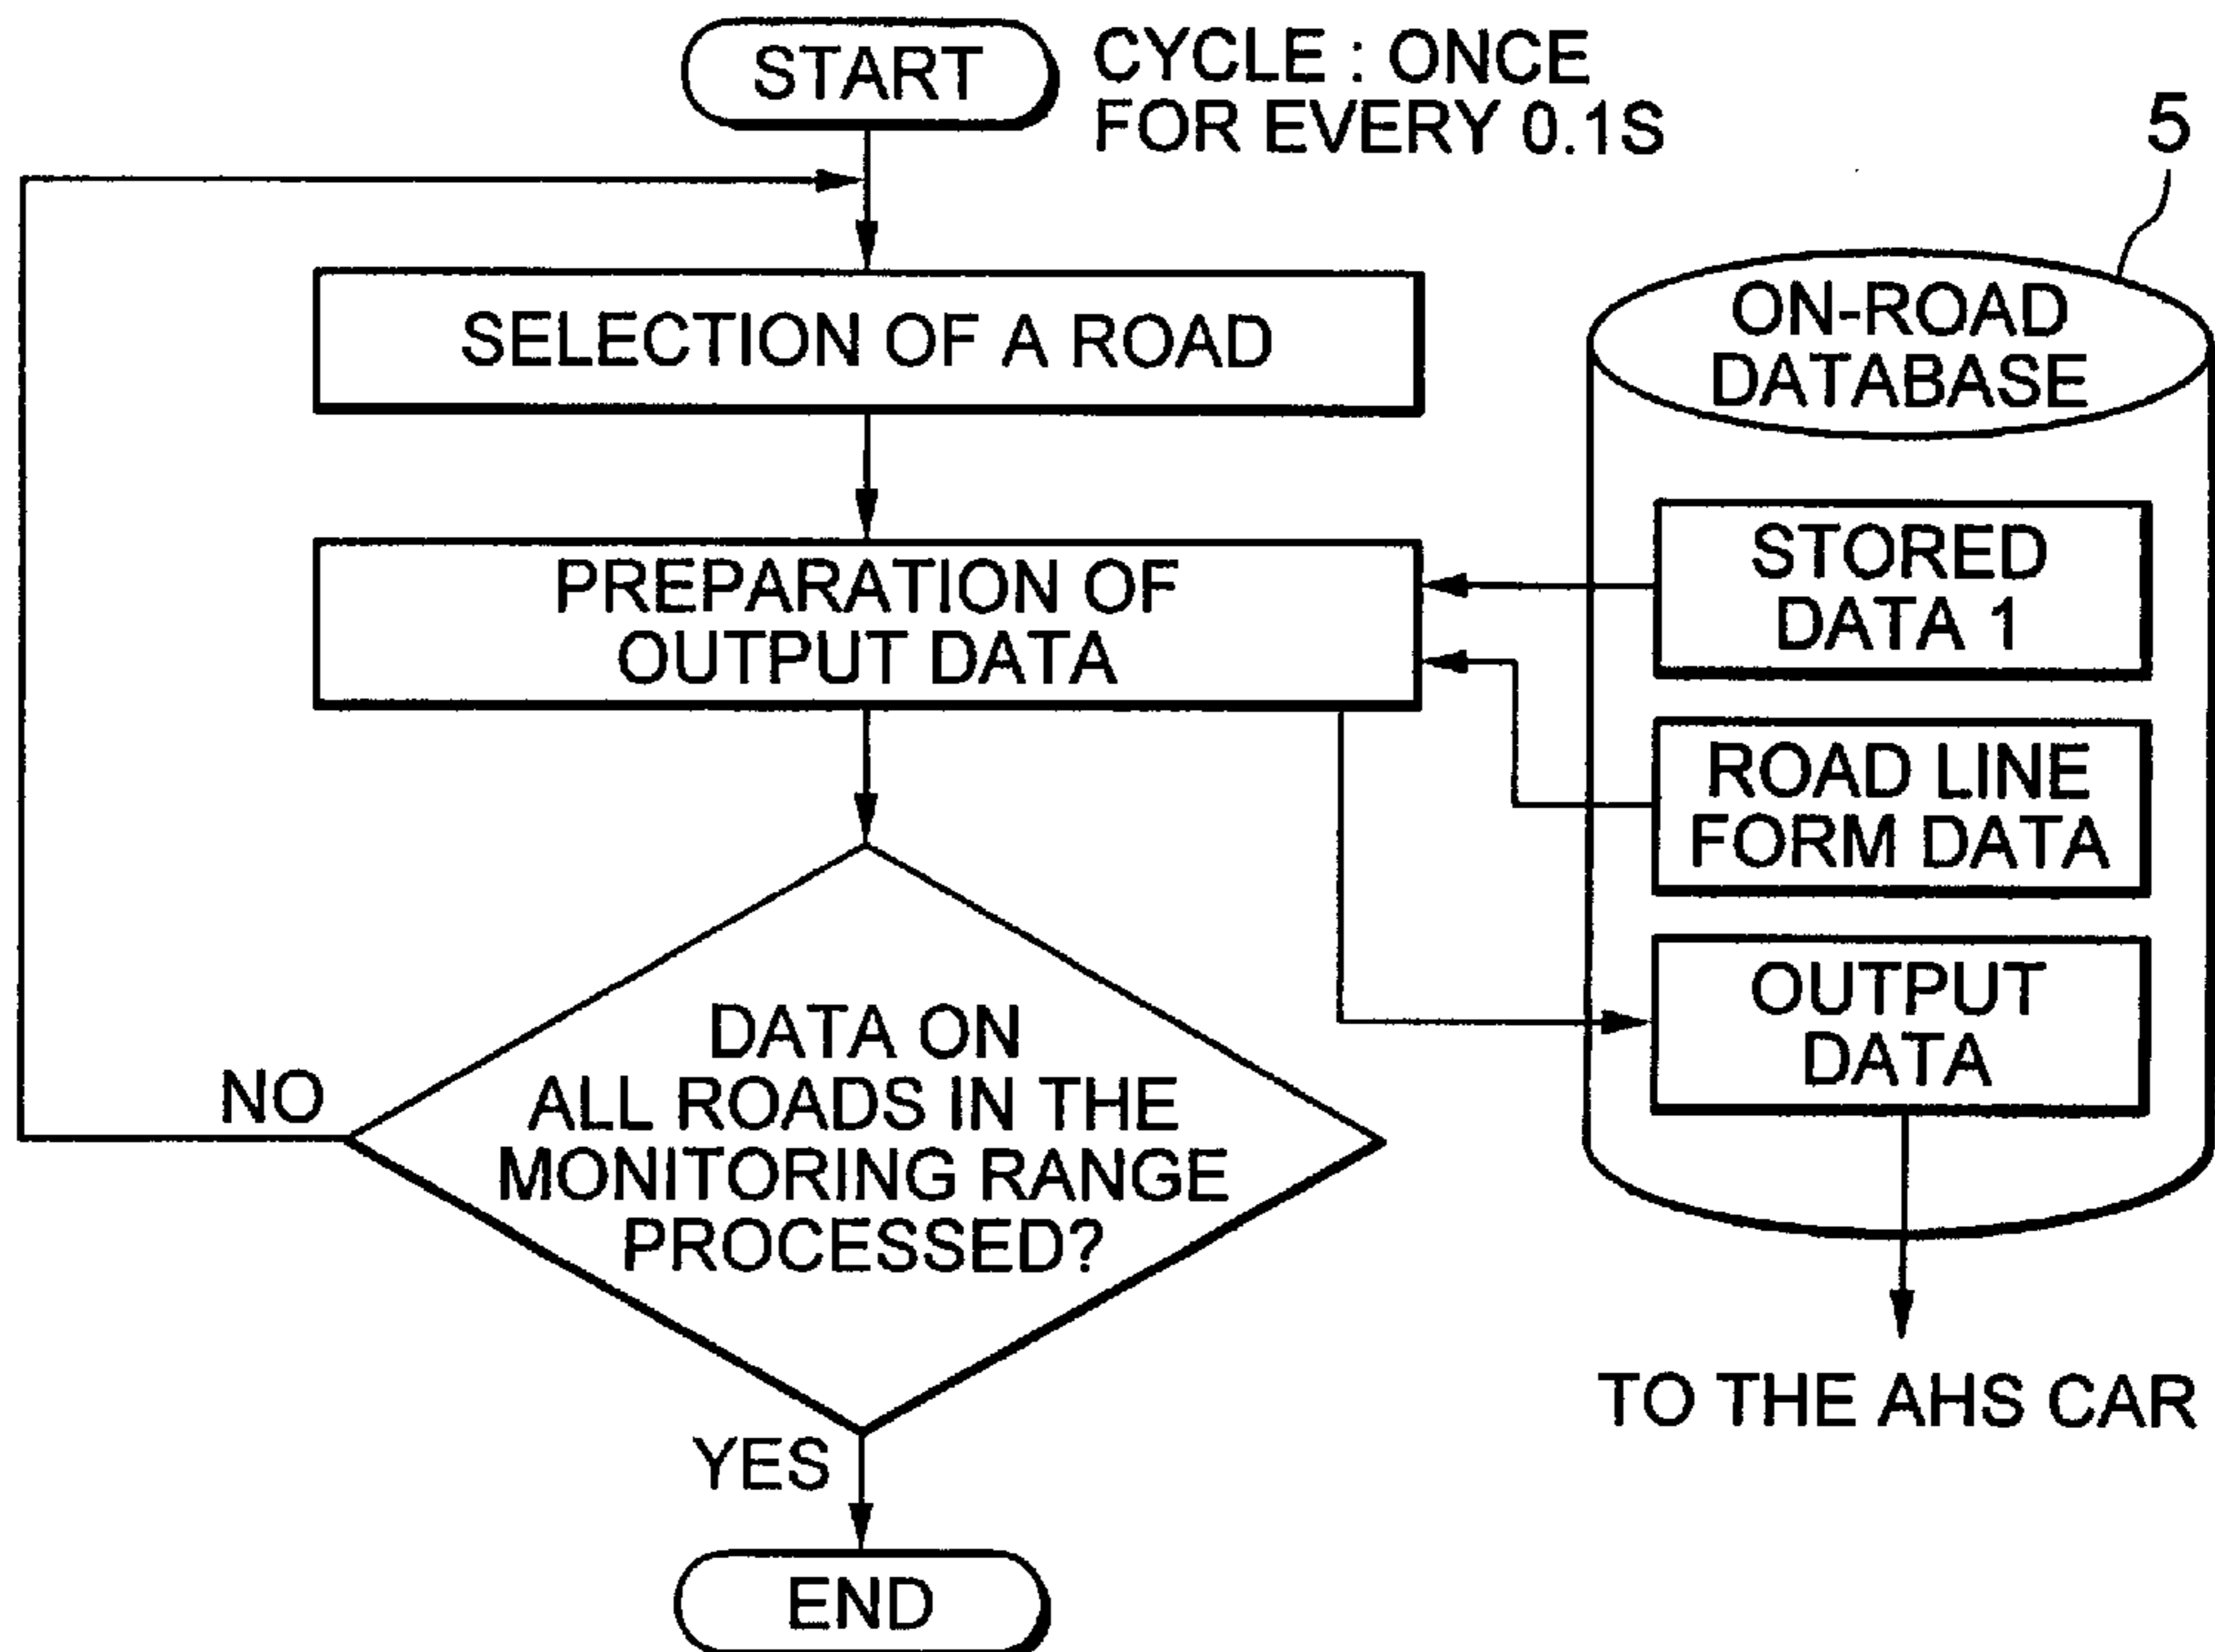 START
CYCLE : ONCE
FOR EVERY 0.1S
5
SELECTION OF A ROAD
ON-ROAD
DATABASE
PREPARATION OF
OUTPUT DATA
STORED
DATA 1
ROAD LINE
FORM DATA
OUTPUT
DATA
DATA ON
ALL ROADS IN THE
MONITORING RANGE
PROCESSED?
NO
YES
TO THE AHS CAR
END